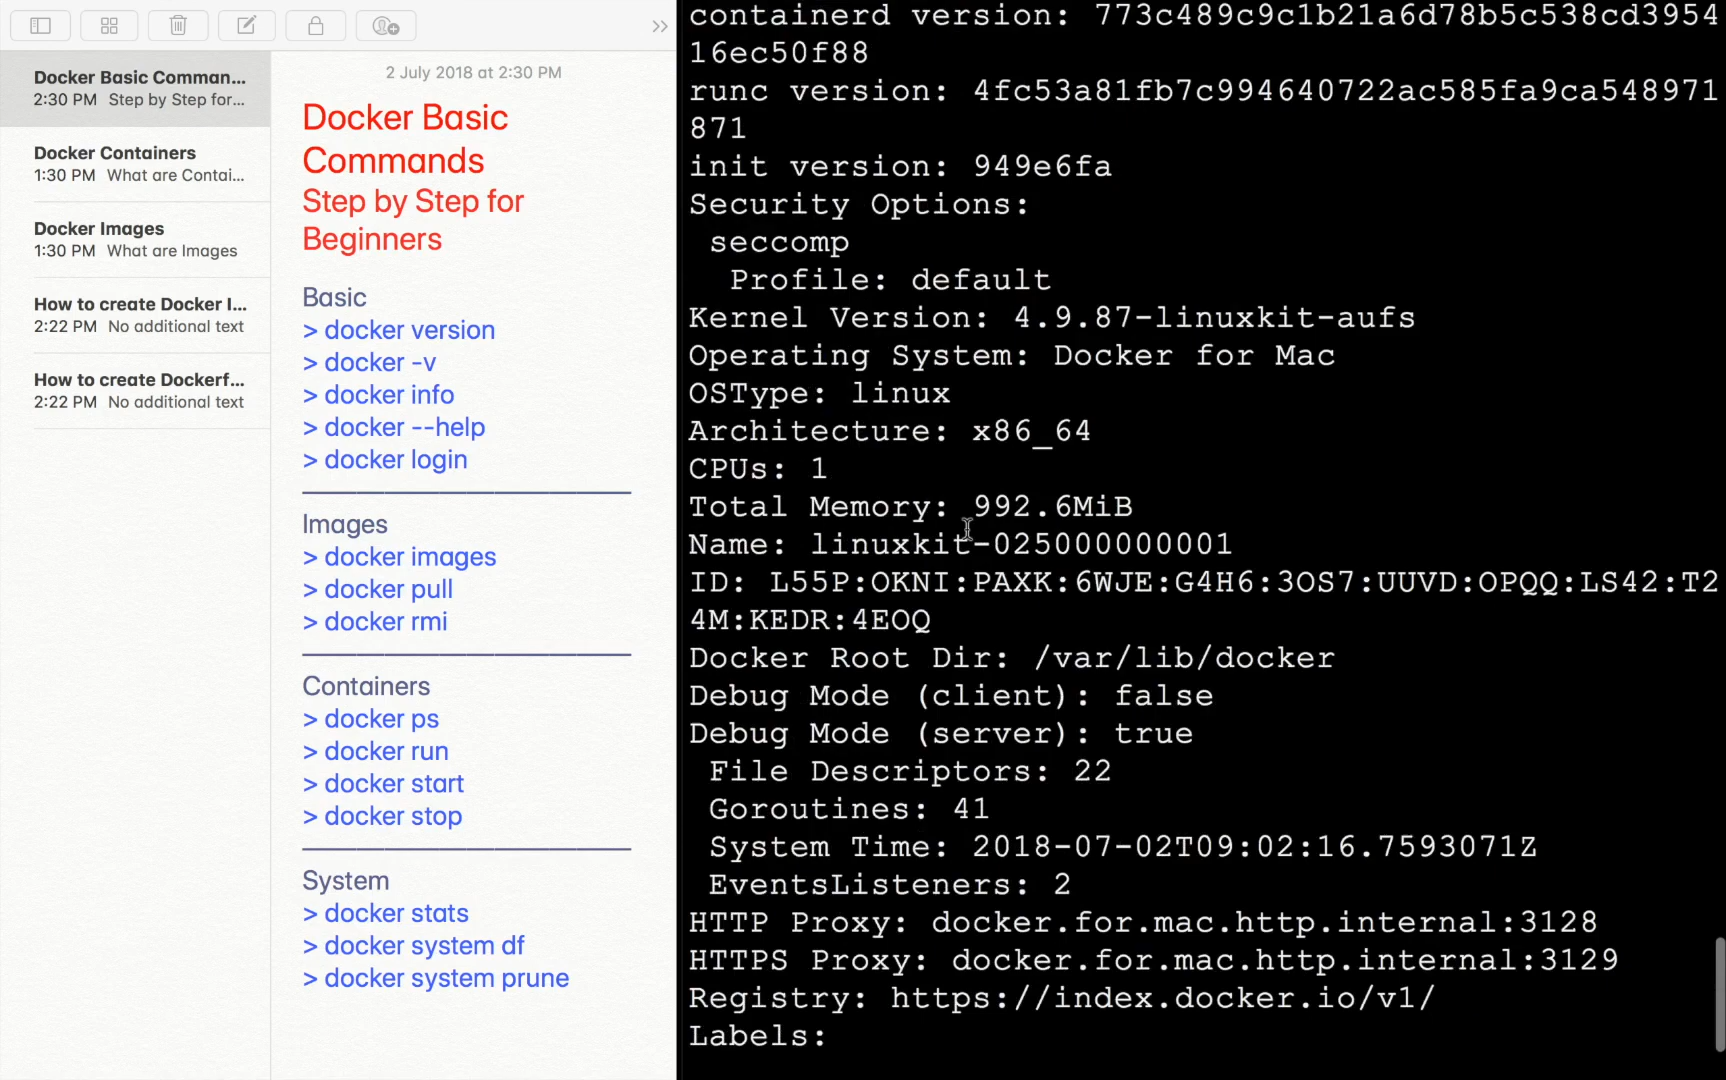 Docker Basic Comman...
2:30 PM Step by Step for...
Docker Containers
1:30 PM What are Contai...
Docker Images
1:30 PM What are Images
How to create Docker I...
2:22 PM No additional text
How to create Dockerf...
2:22 PM No additional text
2 July 2018 at 2:30 PM
Docker Basic
Commands
Step by Step for
Beginners
Basic
> docker version
> docker -v
> docker info
> docker --help
> docker login
Images
> docker images
> docker pull
> docker rmi
Containers
> docker ps
> docker run
> docker start
> docker stop
System
> docker stats
> docker system df
> docker system prune
containerd version: 773c489c9c1b21a6d78b5c538cd3954
16ec50f88
runc version: 4fc53a81fb7c994640722ac585fa9ca548971
871
init version: 949e6fa
Security Options:
seccomp
Profile: default
Kernel Version: 4.9.87-linuxkit-aufs
Operating System: Docker for Mac
OSType: linux
Architecture: x86_64
CPUs: 1
Total Memory: 992.6MiB
Name: linuxkit-025000000001
ID: L55P:OKNI:PAXK:6WJE:G4H6:3OS7:UUVD:OPQQ:LS42:T2
4M:KEDR:4EOQ
Docker Root Dir: /var/lib/docker
Debug Mode (client): false
Debug Mode (server): true
File Descriptors: 22
Goroutines: 41
System Time: 2018-07-02T09:02:16.7593071Z
EventsListeners: 2
HTTP Proxy: docker.for.mac.http.internal:3128
HTTPS Proxy: docker.for.mac.http.internal:3129
Registry: https://index.docker.io/v1/
Labels: